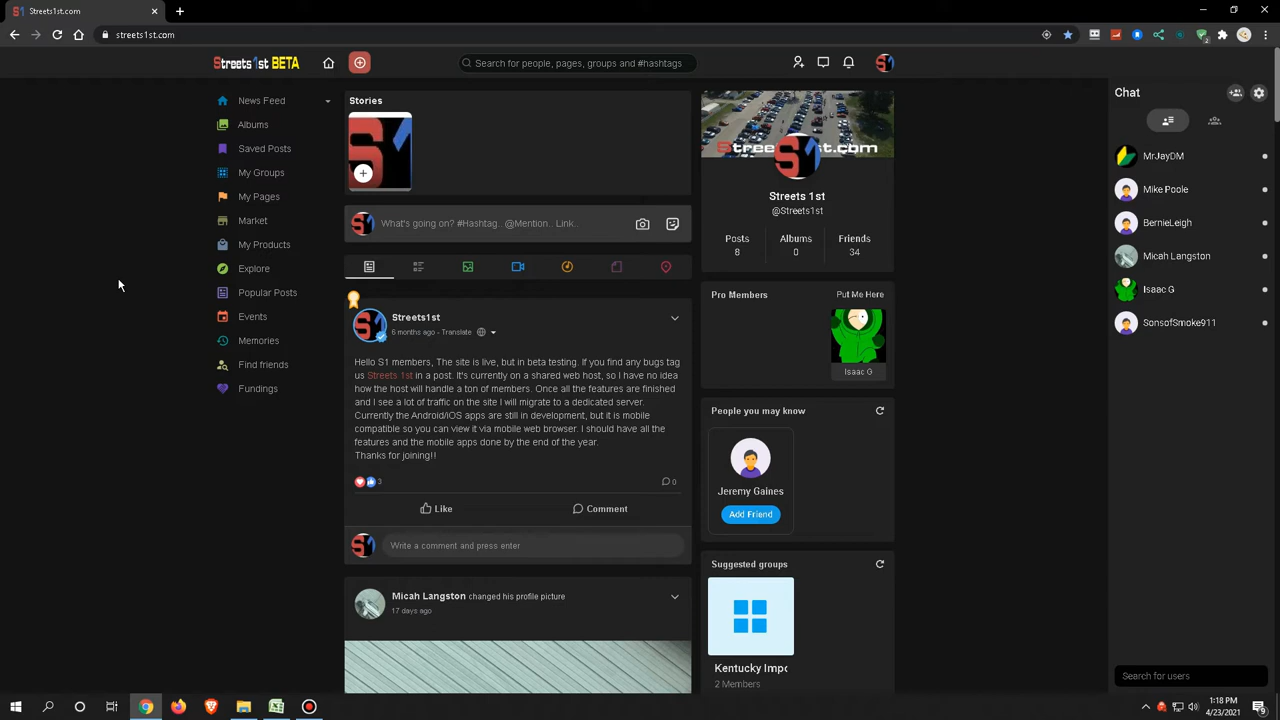 Streets1st.com
streets1st.com
Streets1st BETA
Search for people, pages, groups and #hashtags
News Feed
Albums
Saved Posts
My Groups
My Pages
Market
My Products
Explore
Popular Posts
Events
Memories
Find friends
Fundings
Stories
What's going on? #Hashtag.. @Mention.. Link..
Streets1st
6 months ago - Translate
Hello S1 members, The site is live, but in beta testing. If you find any bugs tag
us Streets 1st in a post. It's currently on a shared web host, so I have no idea
how the host will handle a ton of members. Once all the features are finished
and I see a lot of traffic on the site I will migrate to a dedicated server.
Currently the Android/IOS apps are still in development, but it is mobile
compatible so you can view it via mobile web browser. I should have all the
features and the mobile apps done by the end of the year.
Thanks for joining!!
3
0
Like
Comment
Write a comment and press enter
Micah Langston changed his profile picture
17 days ago
Streets1st.com
S1
Streets 1st
@Streets1st
Posts Albums Friends
8 0 34
Pro Members Put Me Here
Isaac G
People you may know
Jeremy Gaines
Add Friend
Suggested groups
Kentucky Impo
2 Members
Chat
MrJayDM
Mike Poole
BernieLeigh
Micah Langston
Isaac G
SonsofSmoke911
Search for users
1:18 PM
4/23/2021